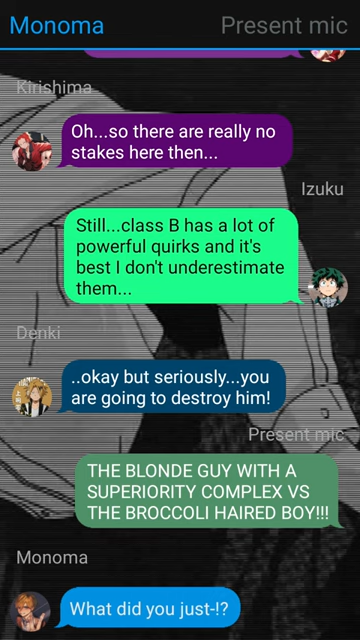 Monoma
Present mic
Kirishima
Oh...so there are really no
stakes here then...
Izuku
Still...class B has a lot of
powerful quirks and it's
best I don't underestimate
them...
Denki
..okay but seriously...you
are going to destroy him!
Present mic
THE BLONDE GUY WITH A
SUPERIORITY COMPLEX VS
THE BROCCOLI HAIRED BOY!!!
Monoma
What did you just-!?